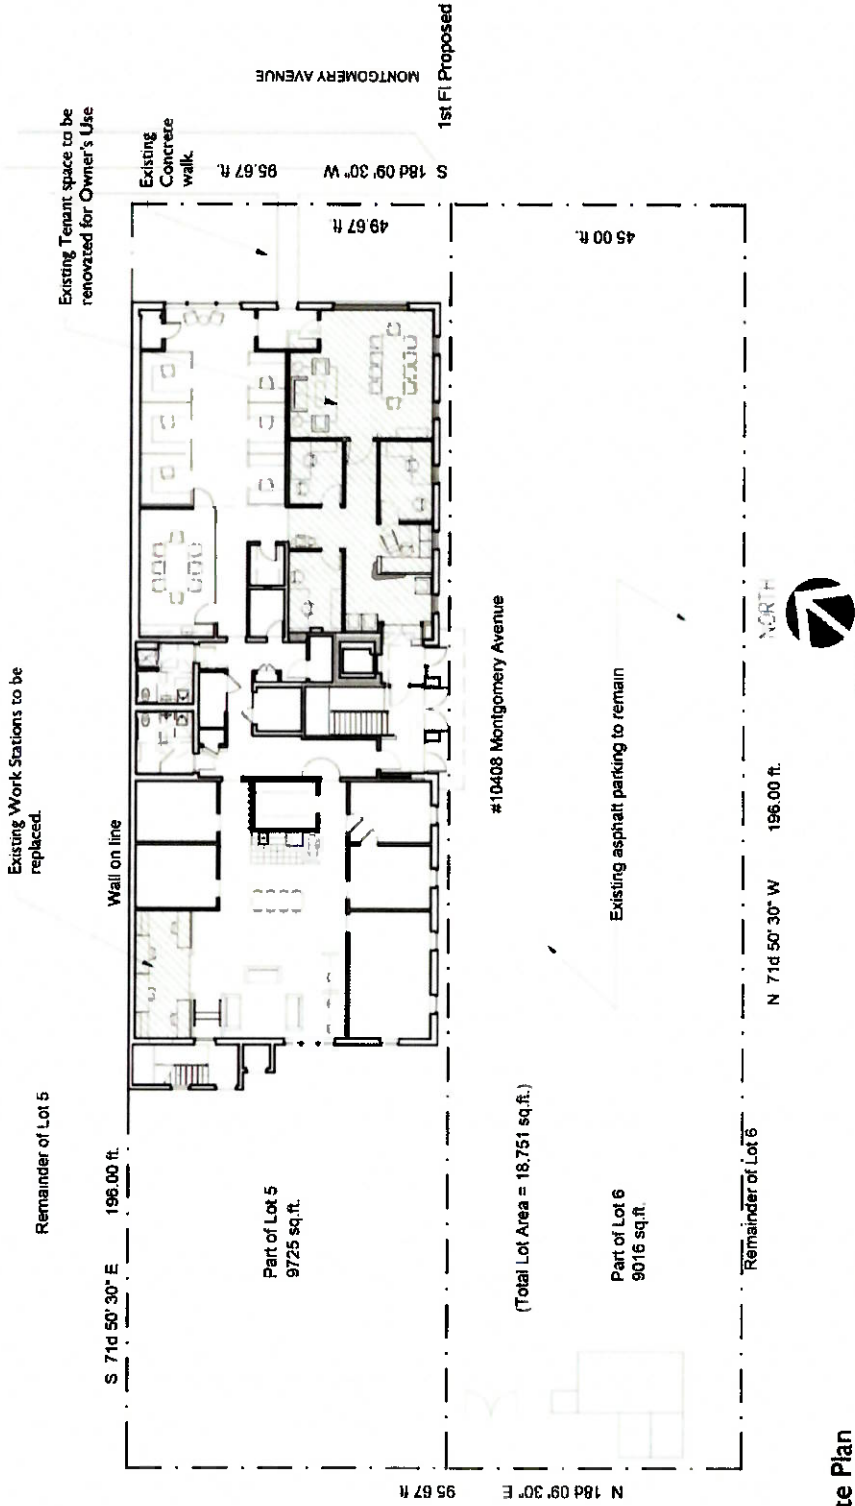 Existing Work Stations to be
replaced.
Existing Tenant space to be
renovated for Owner's Use
Existing
Concrete
walk.
MONTGOMERY AVENUE
1st Fl Proposed
S 18d 09' 30" W
95.67 ft.
49.67 ft.
45.00 ft.
Remainder of Lot 5
Wall on line
S 71d 50' 30" E
196.00 ft.
Part of Lot 5
9725 sq.ft.
#10408 Montgomery Avenue
(Total Lot Area = 18,751 sq.ft.)
Existing asphalt parking to remain
Part of Lot 6
9016 sq.ft.
Remainder of Lot 6
N 71d 50' 30" W
196.00 ft.
NORTH
95.67 ft
N 18d 09' 30" E
Plan